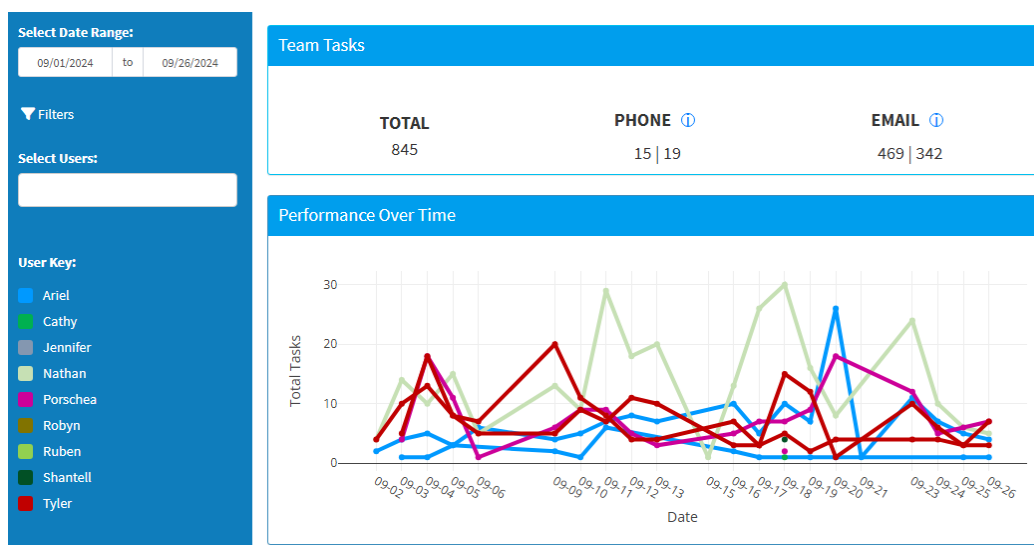 Select Date Range:
09/01/2024 to 09/26/2024
Filters
Select Users:
User Key:
Ariel
Cathy
Jennifer
Nathan
Porschea
Robyn
Ruben
Shantell
Tyler
Team Tasks
TOTAL
845
PHONE
15 | 19
EMAIL
469 | 342
Performance Over Time
Total Tasks
30
20
10
0
09-02 09-03 09-04 09-05 09-06 09-09 09-10 09-11 09-12 09-13 09-15 09-16 09-17 09-18 09-19 09-20 09-21 09-23 09-24 09-25 09-26
Date